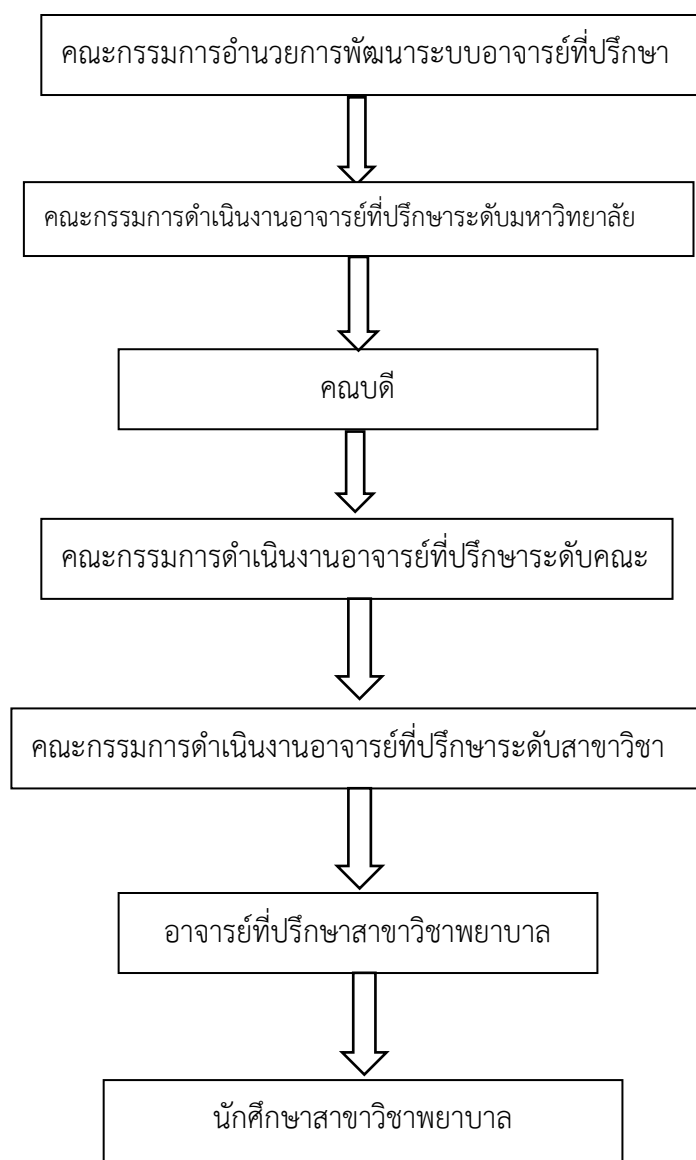 คณะกรรมการอำนวยการพัฒนาระบบอาจารย์ที่ปรึกษา
คณะกรรมการดำเนินงานอาจารย์ที่ปรึกษาระดับมหาวิทยาลัย
คณบดี
คณะกรรมการดำเนินงานอาจารย์ที่ปรึกษาระดับคณะ
คณะกรรมการดำเนินงานอาจารย์ที่ปรึกษาระดับสาขาวิชา
อาจารย์ที่ปรึกษาสาขาวิชาพยาบาล
นักศึกษาสาขาวิชาพยาบาล